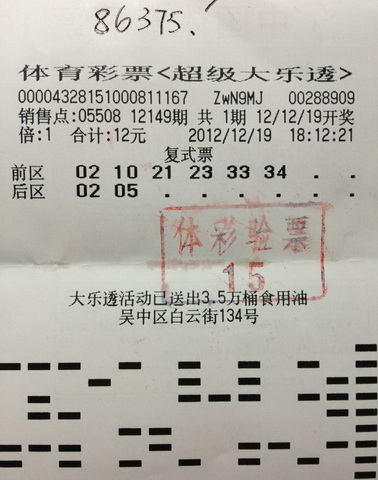 86375.
体育彩票<超级大乐透>
00004328151000811167 ZwN9MJ 00288909
销售点:05508 12149期 共 1期 12/12/19开奖
倍:1 合计:12元 2012/12/19 18:12:21
复式票
前区 02 10 21 23 33 34 . . .
后区 02 05 . . . . . . .
体彩验票
15
大乐透活动已送出3.5万桶食用油
吴中区白云街134号